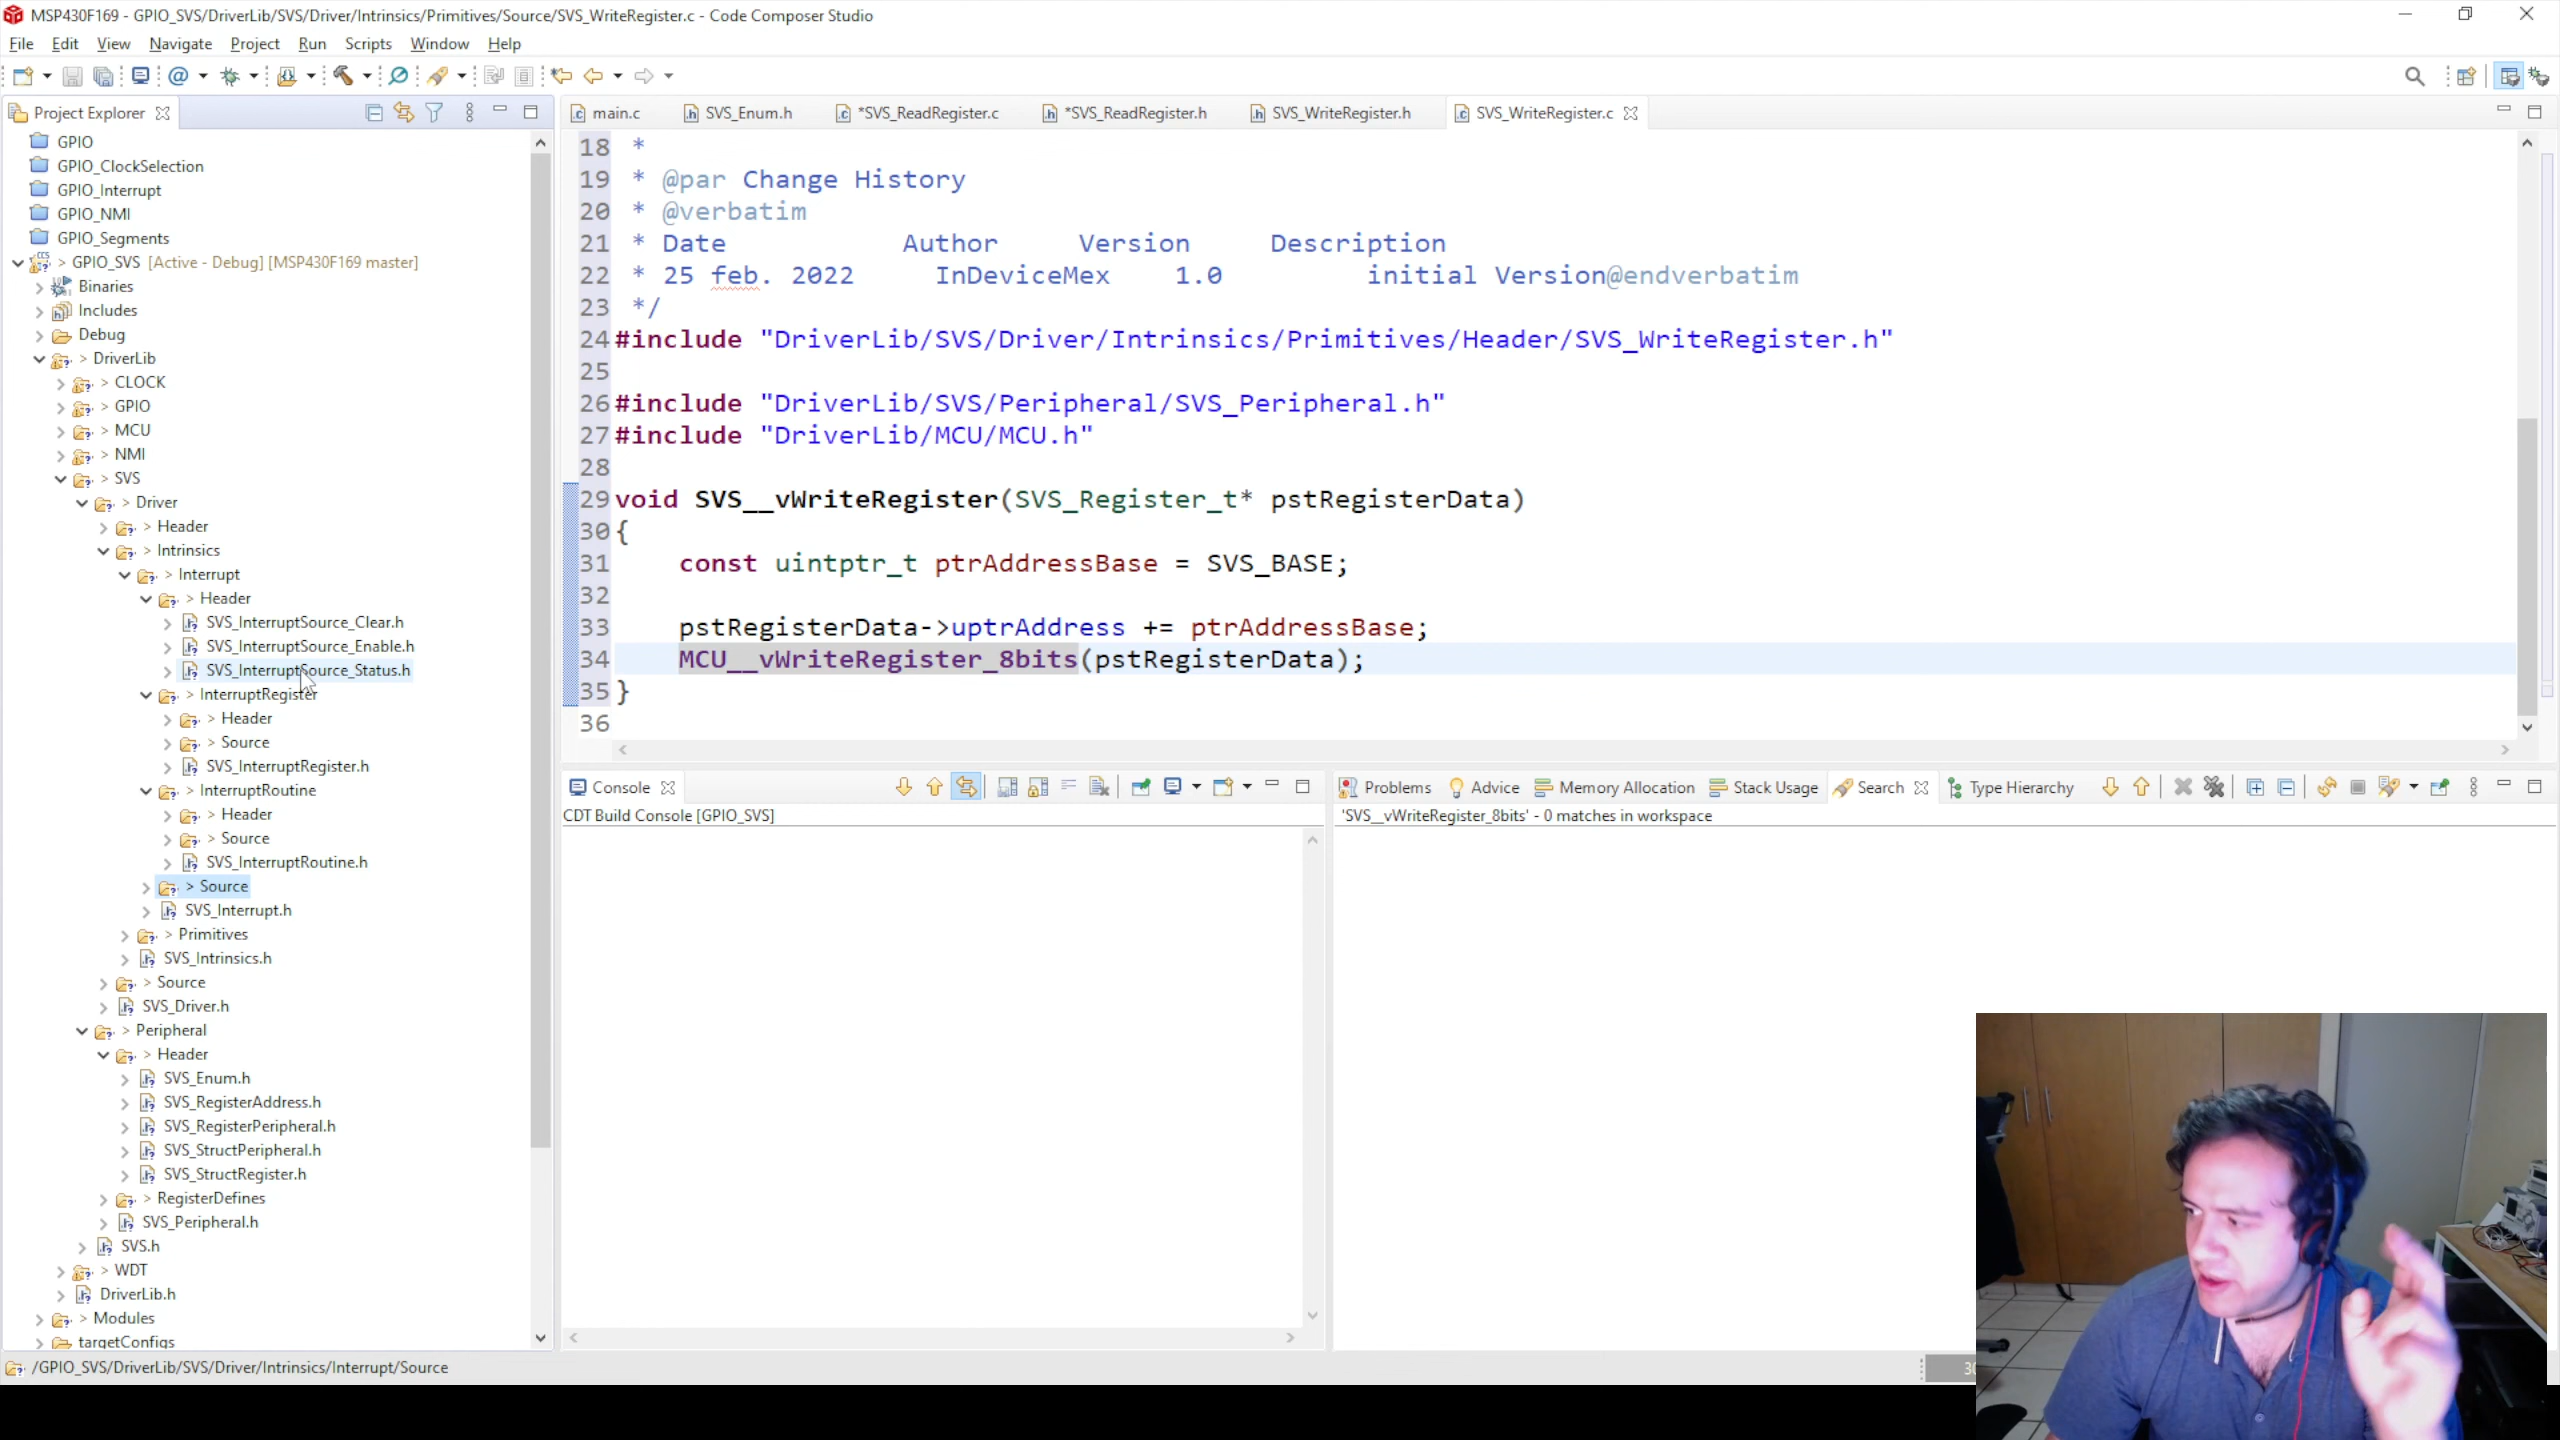 MSP430F169 - GPIO_SVS/DriverLib/SVS/Driver/Intrinsics/Primitives/Source/SVS_WriteRegister.c - Code Composer Studio
File Edit View Navigate Project Run Scripts Window Help
Project Explorer
GPIO
GPIO_ClockSelection
GPIO_Interrupt
GPIO_NMI
GPIO_Segments
> GPIO_SVS [Active - Debug] [MSP430F169 master]
Binaries
Includes
Debug
> DriverLib
> CLOCK
> GPIO
> MCU
> NMI
> SVS
> Driver
> Header
> Intrinsics
> Interrupt
> Header
SVS_InterruptSource_Clear.h
SVS_InterruptSource_Enable.h
SVS_InterruptSource_Status.h
> InterruptRegister
> Header
> Source
SVS_InterruptRegister.h
> InterruptRoutine
> Header
> Source
SVS_InterruptRoutine.h
> Source
SVS_Interrupt.h
> Primitives
SVS_Intrinsics.h
> Source
SVS_Driver.h
> Peripheral
> Header
SVS_Enum.h
SVS_RegisterAddress.h
SVS_RegisterPeripheral.h
SVS_StructPeripheral.h
SVS_StructRegister.h
> RegisterDefines
SVS_Peripheral.h
SVS.h
> WDT
DriverLib.h
> Modules
targetConfigs
main.c SVS_Enum.h *SVS_ReadRegister.c *SVS_ReadRegister.h SVS_WriteRegister.h SVS_WriteRegister.c
18 *
19 * @par Change History
20 * @verbatim
21 * Date Author Version Description
22 * 25 feb. 2022 InDeviceMex 1.0 initial Version@endverbatim
23 */
24 #include "DriverLib/SVS/Driver/Intrinsics/Primitives/Header/SVS_WriteRegister.h"
25
26 #include "DriverLib/SVS/Peripheral/SVS_Peripheral.h"
27 #include "DriverLib/MCU/MCU.h"
28
29 void SVS__vWriteRegister(SVS_Register_t* pstRegisterData)
30 {
31 const uintptr_t ptrAddressBase = SVS_BASE;
32
33 pstRegisterData->uptrAddress += ptrAddressBase;
34 MCU__vWriteRegister_8bits(pstRegisterData);
35 }
36
Console
CDT Build Console [GPIO_SVS]
Problems Advice Memory Allocation Stack Usage Search Type Hierarchy
'SVS__vWriteRegister_8bits' - 0 matches in workspace
/GPIO_SVS/DriverLib/SVS/Driver/Intrinsics/Interrupt/Source